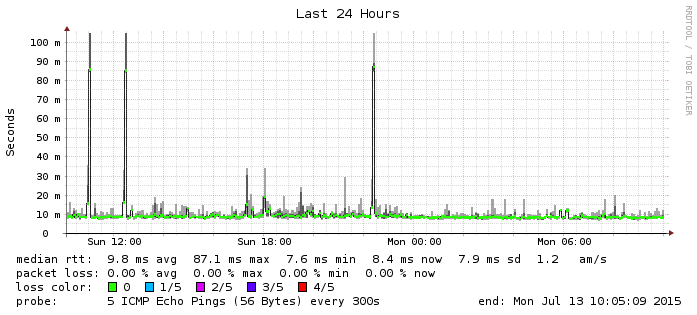 Last 24 Hours
RRDTOOL / TOBI OETIKER
Seconds
100 m
90 m
80 m
70 m
60 m
50 m
40 m
30 m
20 m
10 m
0
Sun 12:00 Sun 18:00 Mon 00:00 Mon 06:00
median rtt: 9.8 ms avg 87.1 ms max 7.6 ms min 8.4 ms now 7.9 ms sd 1.2 am/s
packet loss: 0.00 % avg 0.00 % max 0.00 % min 0.00 % now
loss color: 0 1/5 2/5 3/5 4/5
probe: 5 ICMP Echo Pings (56 Bytes) every 300s end: Mon Jul 13 10:05:09 2015